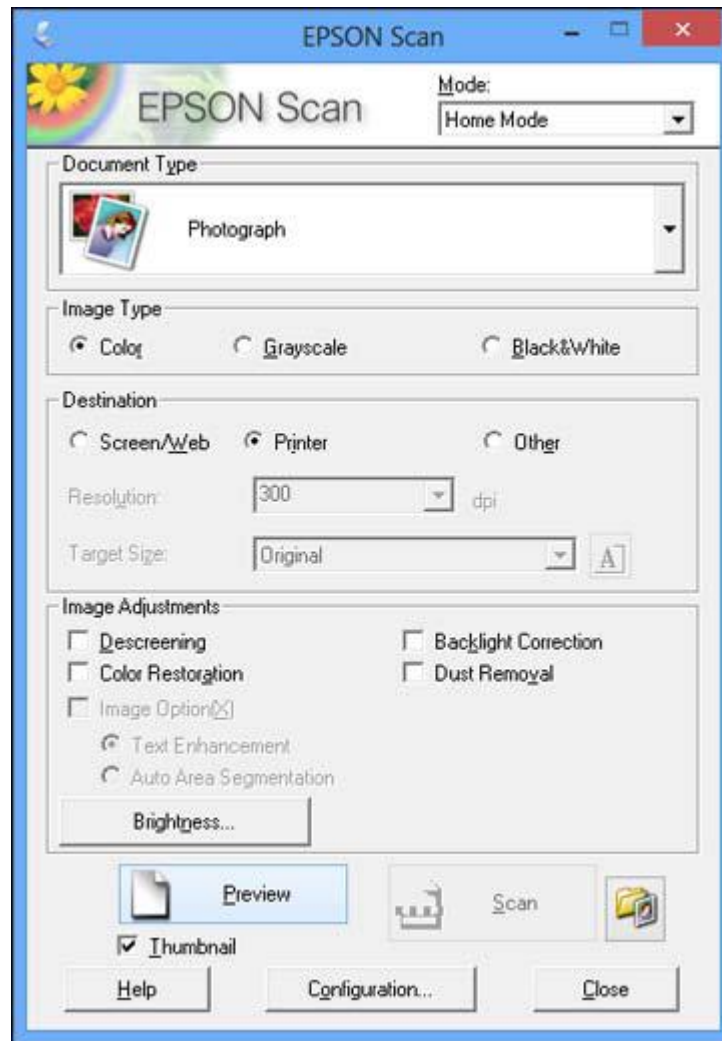 EPSON Scan
EPSON Scan
Mode:
Home Mode
Document Type
Photograph
Image Type
Color Grayscale Black&White
Destination
Screen/Web Printer Other
Resolution: 300 dpi
Target Size: Original A
Image Adjustments
Descreening Backlight Correction
Color Restoration Dust Removal
Image Option(X)
Text Enhancement
Auto Area Segmentation
Brightness...
Preview Scan
Thumbnail
Help Configuration... Close